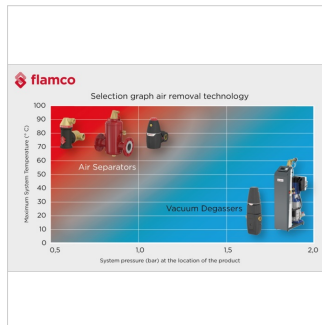 flamco
Selection graph air removal technology
Maximum System Temperature (° C)
100
90
80
70
60
50
40
30
20
10
0
Air Separators
Vacuum Degassers
0,5
1,0
1,5
2,0
System pressure (bar) at the location of the product